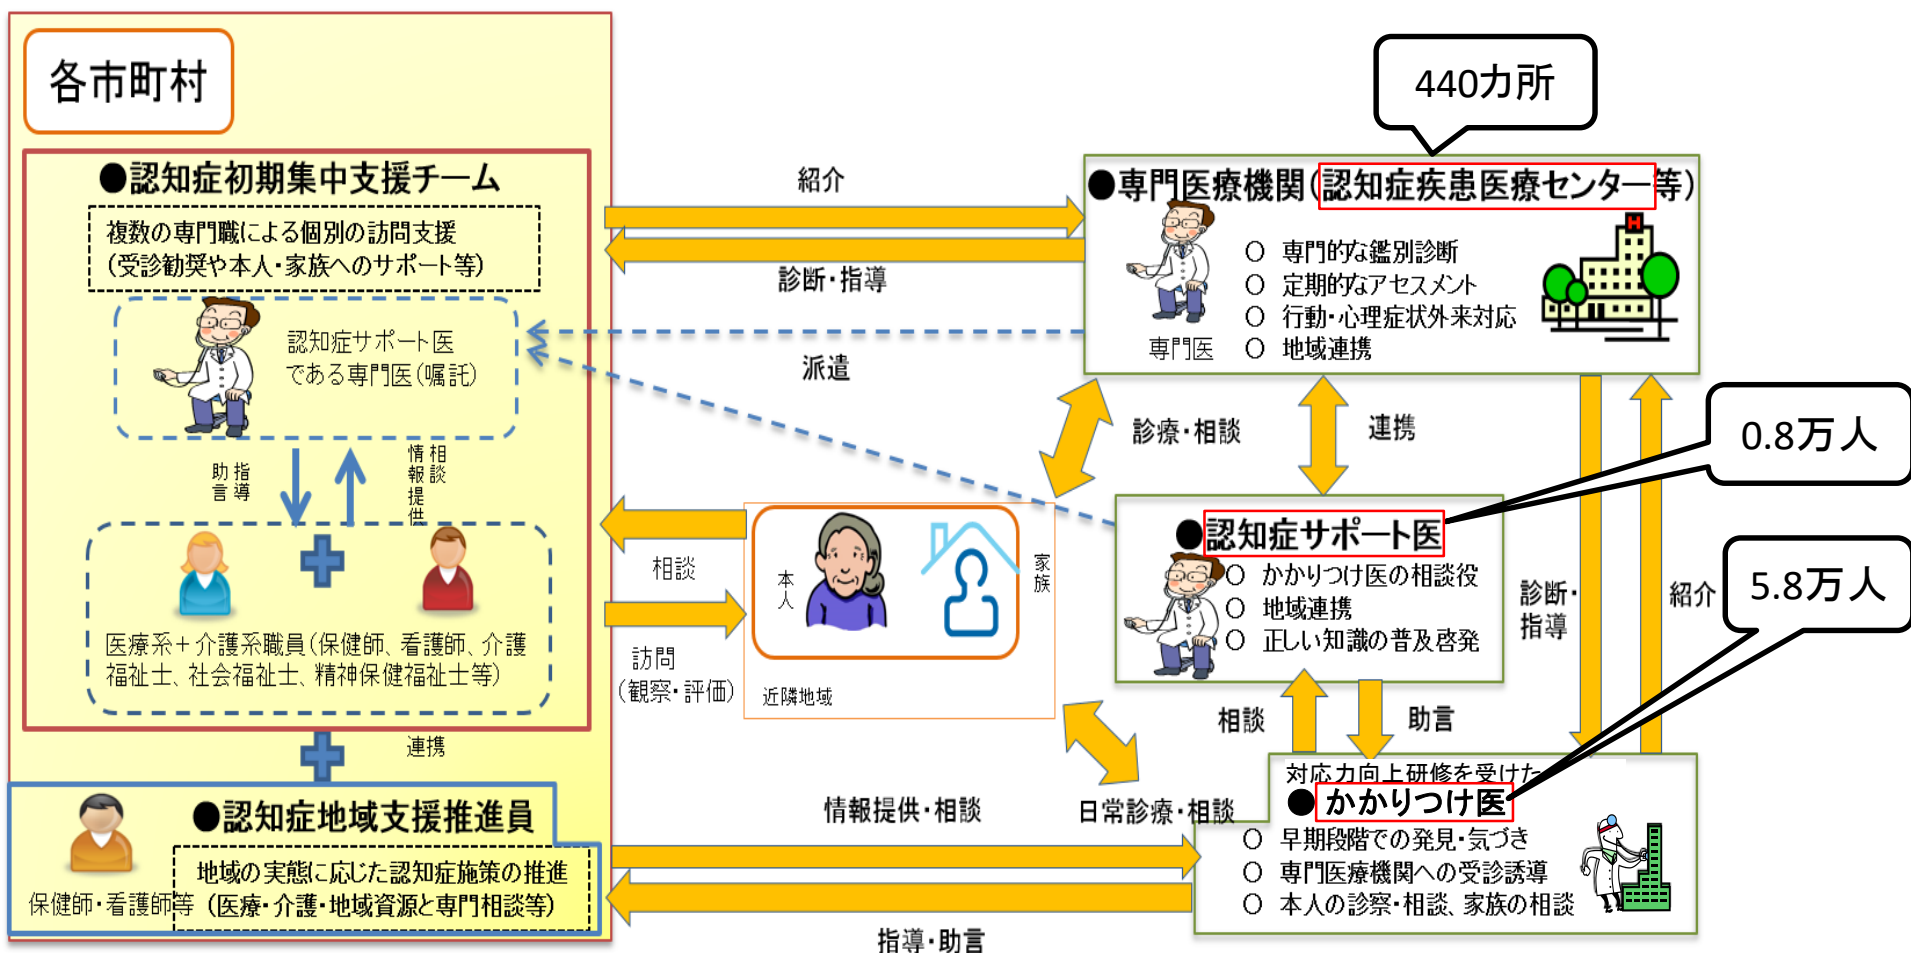 各市町村
440カ所
●認知症初期集中支援チーム
複数の専門職による個別の訪問支援
(受診勧奨や本人・家族へのサポート等)
認知症サポート医
である専門医(嘱託)
指導
助言
相談
情報提供
医療系+介護系職員(保健師、看護師、介護
福祉士、社会福祉士、精神保健福祉士等)
連携
●認知症地域支援推進員
地域の実態に応じた認知症施策の推進
(医療・介護・地域資源と専門相談等)
保健師・看護師等
紹介
診断・指導
派遣
相談
訪問
(観察・評価)
本人
家族
近隣地域
●専門医療機関(認知症疾患医療センター等)
専門医
○ 専門的な鑑別診断
○ 定期的なアセスメント
○ 行動・心理症状外来対応
○ 地域連携
診療・相談
連携
0.8万人
●認知症サポート医
○ かかりつけ医の相談役
○ 地域連携
○ 正しい知識の普及啓発
診断・
指導
紹介
5.8万人
相談
助言
情報提供・相談
日常診療・相談
対応力向上研修を受けた
● かかりつけ医
○ 早期段階での発見・気づき
○ 専門医療機関への受診誘導
○ 本人の診察・相談、家族の相談
指導・助言
H